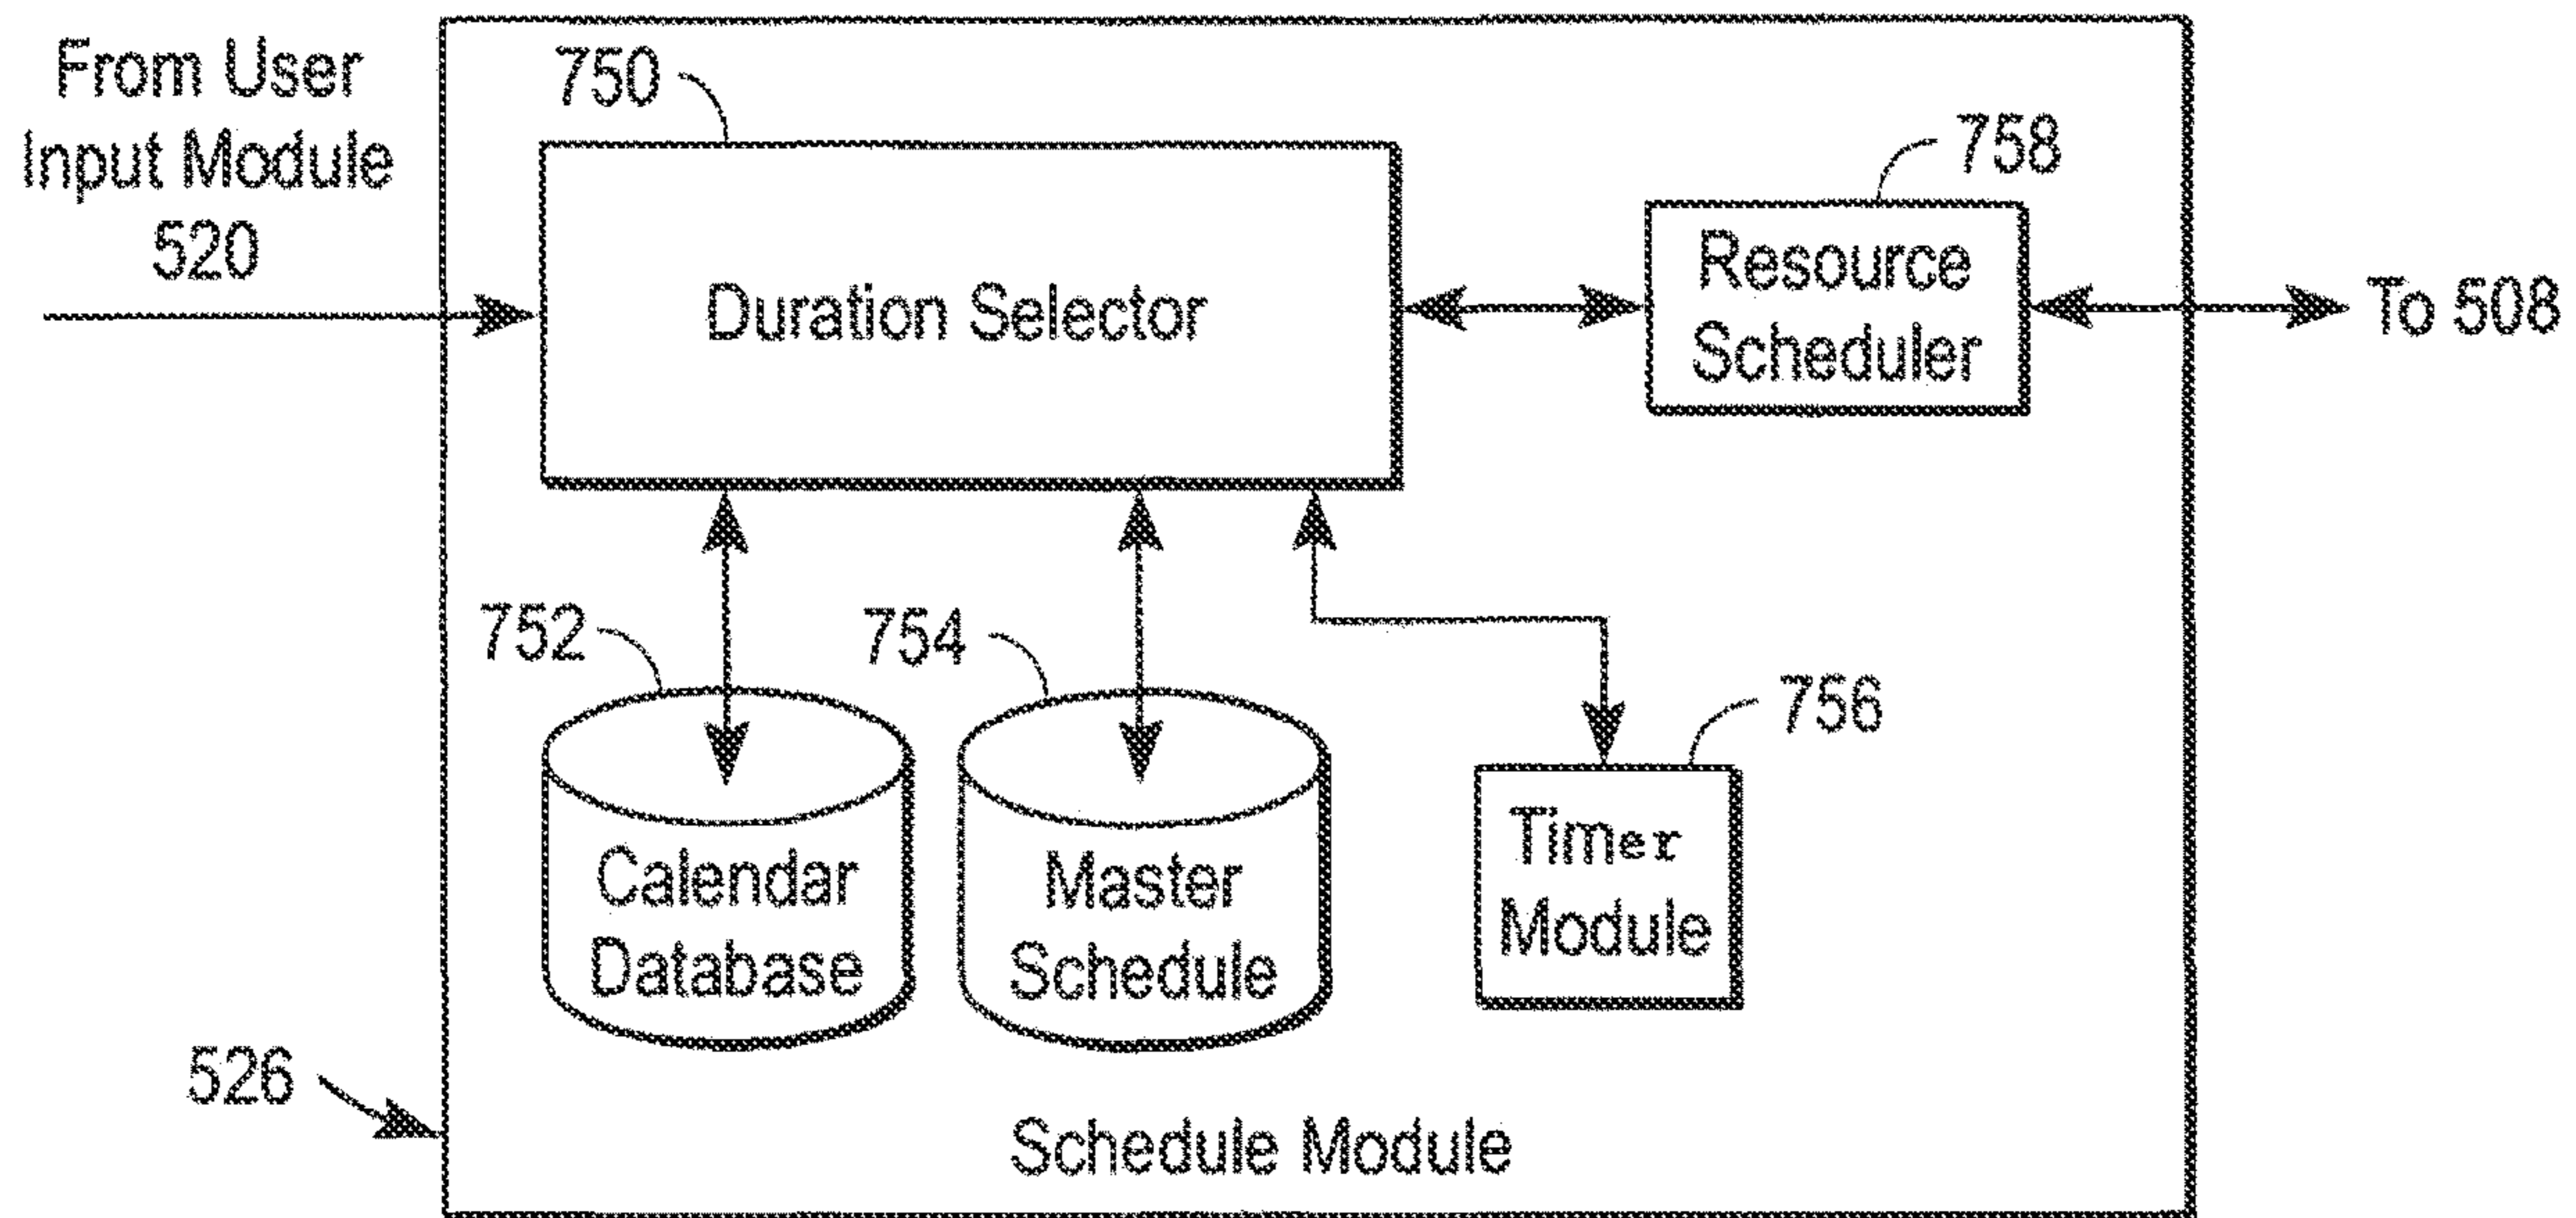 From User
Input Module
520
750
Duration Selector
758
Resource
Scheduler
To 508
752
754
756
Calendar
Database
Master
Schedule
Timer
Module
526
Schedule Module